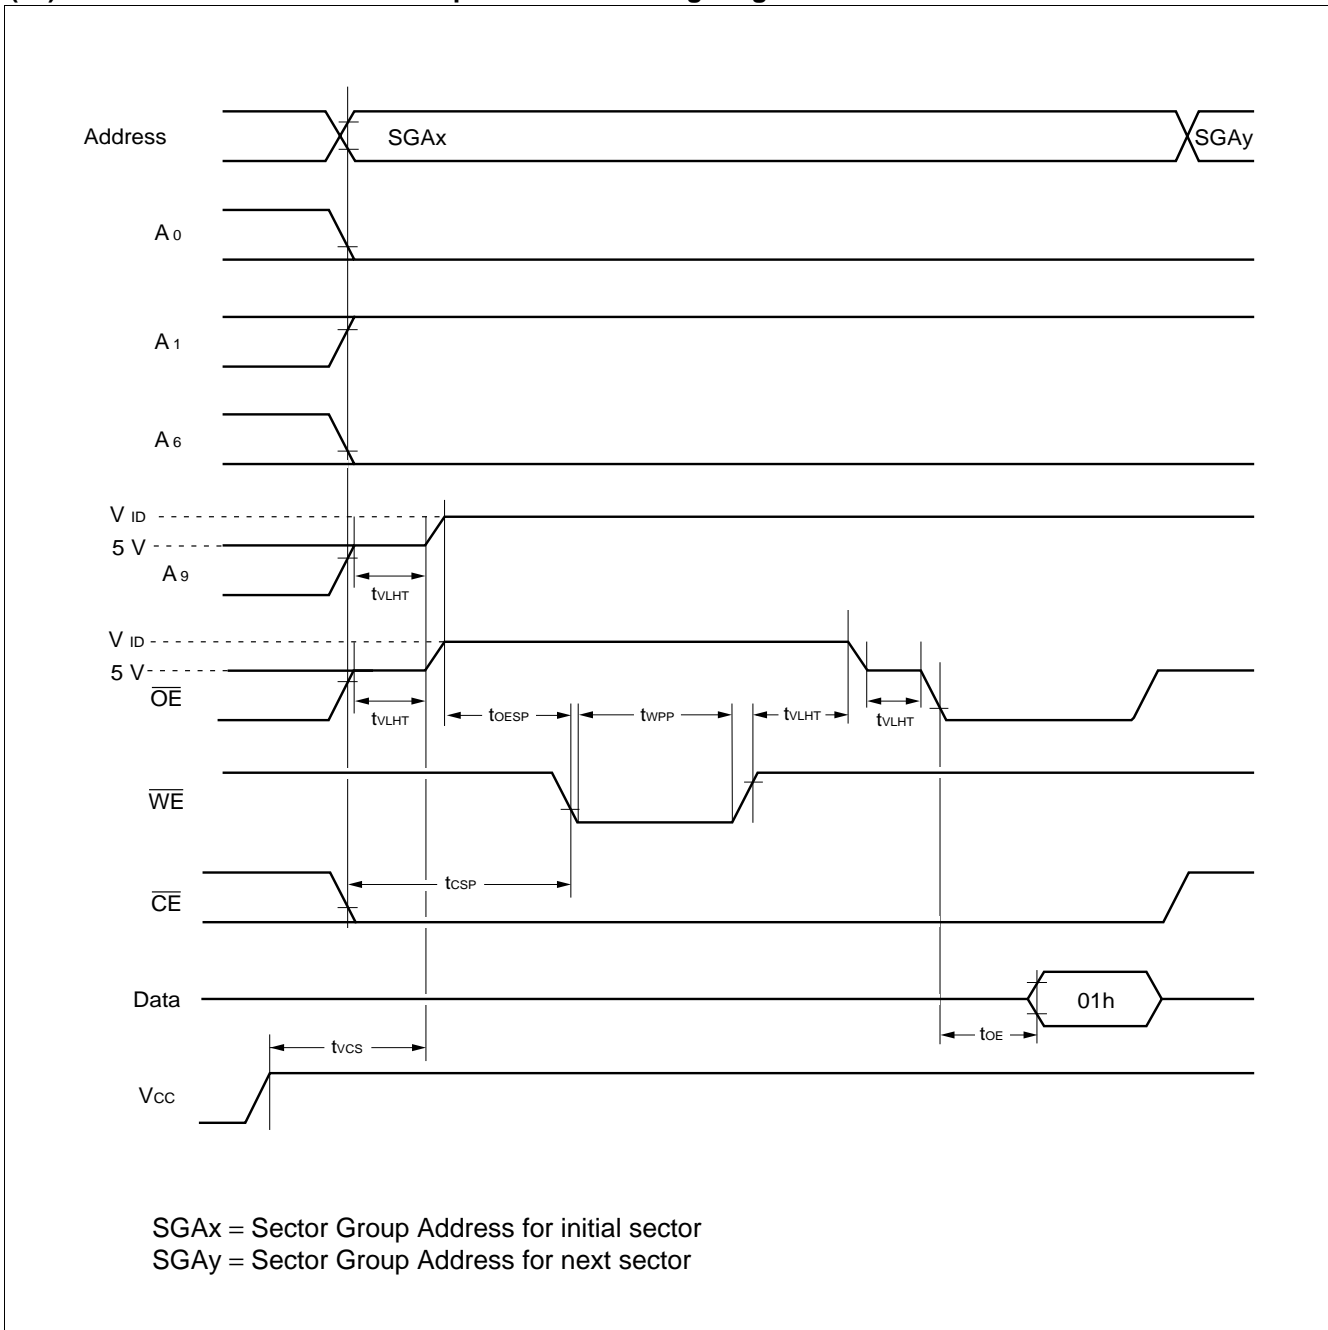 Address
SGAx
SGAy
A0
A1
A6
VID
5 V
A9
tVLHT
VID
5 V
OE
tVLHT
tOESP
tWPP
tVLHT
tVLHT
WE
tCSP
CE
Data
01h
tOE
tVCS
VCC
SGAx = Sector Group Address for initial sector
SGAy = Sector Group Address for next sector